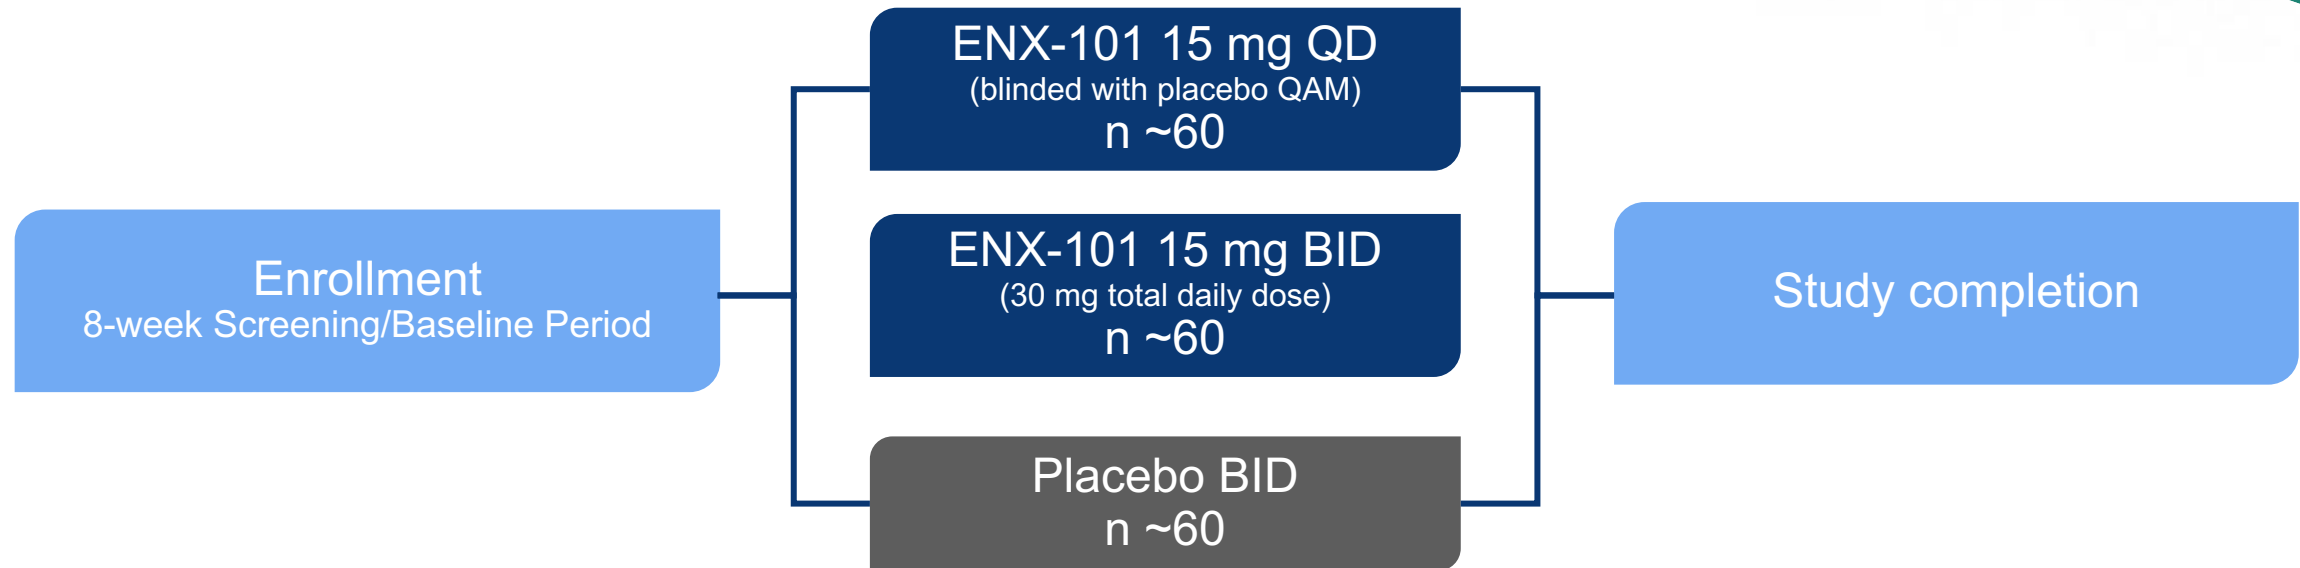 Enrollment
8-week Screening/Baseline Period
ENX-101 15 mg QD
(blinded with placebo QAM)
n ~60
ENX-101 15 mg BID
(30 mg total daily dose)
n ~60
Placebo BID
n ~60
Study completion